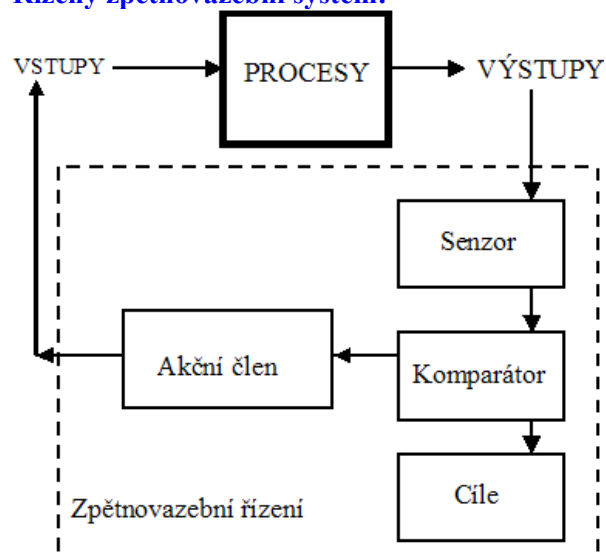 Řízený zpětnovazební systém:
VSTUPY
PROCESY
VÝSTUPY
Senzor
Akční člen
Komparátor
Cíle
Zpětnovazební řízení